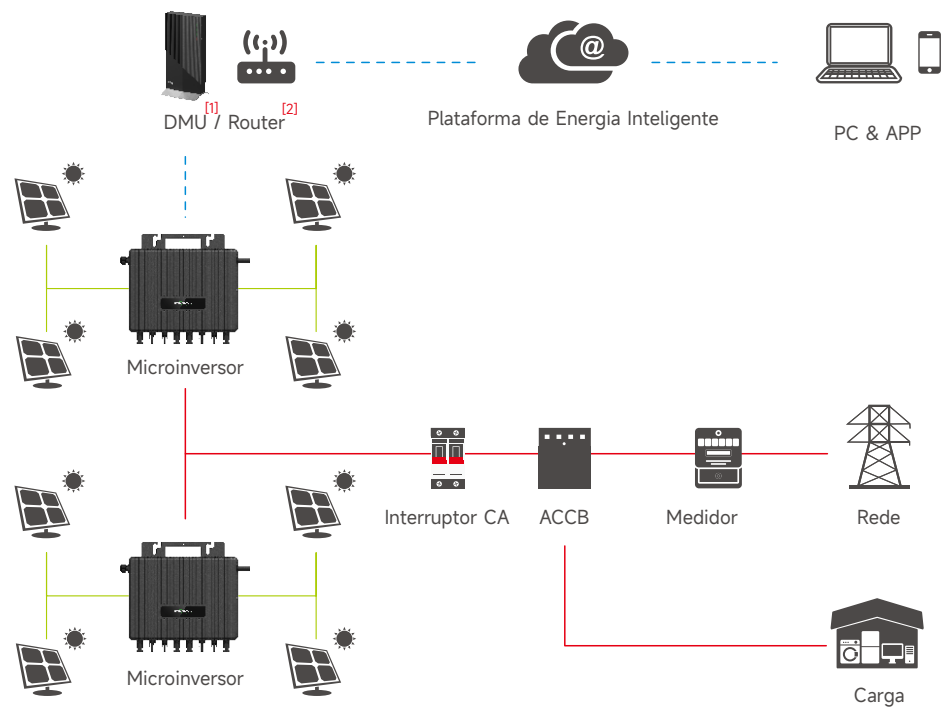 DMU[1] / Router[2]
Plataforma de Energia Inteligente
PC & APP
@
Microinversor
Interruptor CA
ACCB
Medidor
Rede
Microinversor
Carga